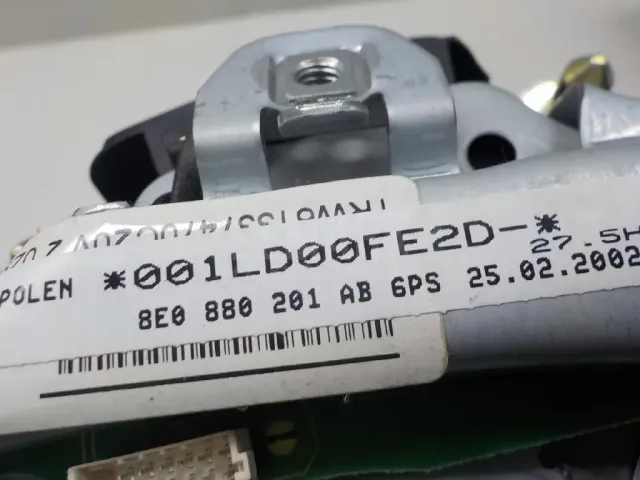 POLEN *001LD00FE2D-*
27.5H
8E0 880 201 AB 6PS 25.02.2002